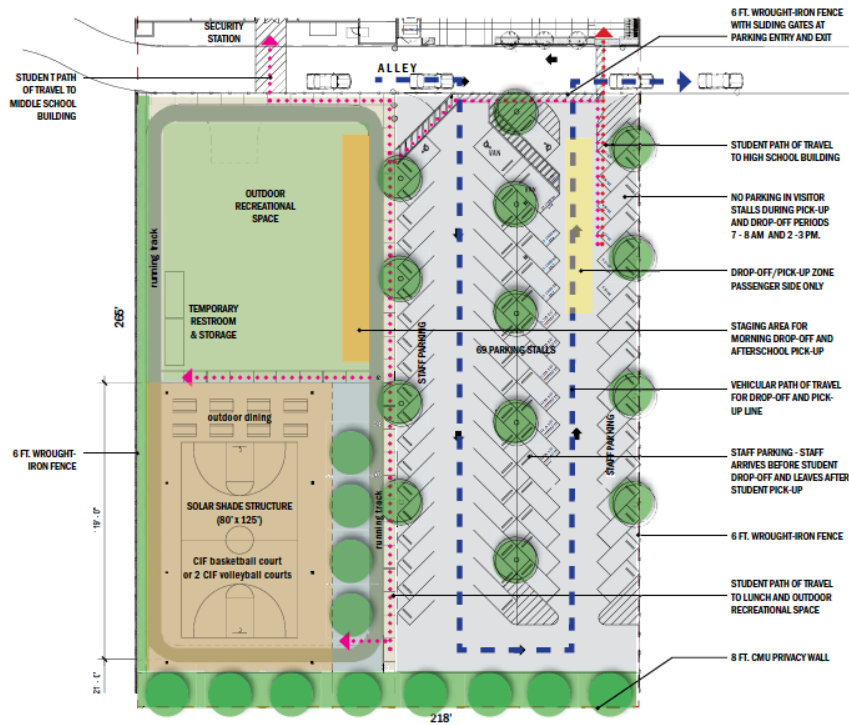 SECURITY
STATION
6 FT. WROUGHT-IRON FENCE
WITH SLIDING GATES AT
PARKING ENTRY AND EXIT
ALLEY
STUDENT PATH
OF TRAVEL TO
MIDDLE SCHOOL
BUILDING
STUDENT PATH OF TRAVEL
TO HIGH SCHOOL BUILDING
VAN
VAN
OUTDOOR
RECREATIONAL
SPACE
NO PARKING IN VISITOR
STALLS DURING PICK-UP
AND DROP-OFF PERIODS
7 - 8 AM AND 2 -3 PM.
running track
DROP-OFF/PICK-UP ZONE
PASSENGER SIDE ONLY
TEMPORARY
RESTROOM
& STORAGE
265'
STAFF PARKING
69 PARKING STALLS
STAGING AREA FOR
MORNING DROP-OFF AND
AFTERSCHOOL PICK-UP
VEHICULAR PATH OF TRAVEL
FOR DROP-OFF AND PICK-
UP LINE
outdoor dining
STAFF PARKING
6 FT. WROUGHT-
IRON FENCE
STAFF PARKING - STAFF
ARRIVES BEFORE STUDENT
DROP-OFF AND LEAVES AFTER
STUDENT PICK-UP
SOLAR SHADE STRUCTURE
(80' x 125')
running track
CIF basketball court
or 2 CIF volleyball courts
6 FT. WROUGHT-IRON FENCE
STUDENT PATH OF TRAVEL
TO LUNCH AND OUTDOOR
RECREATIONAL SPACE
8 FT. CMU PRIVACY WALL
218'